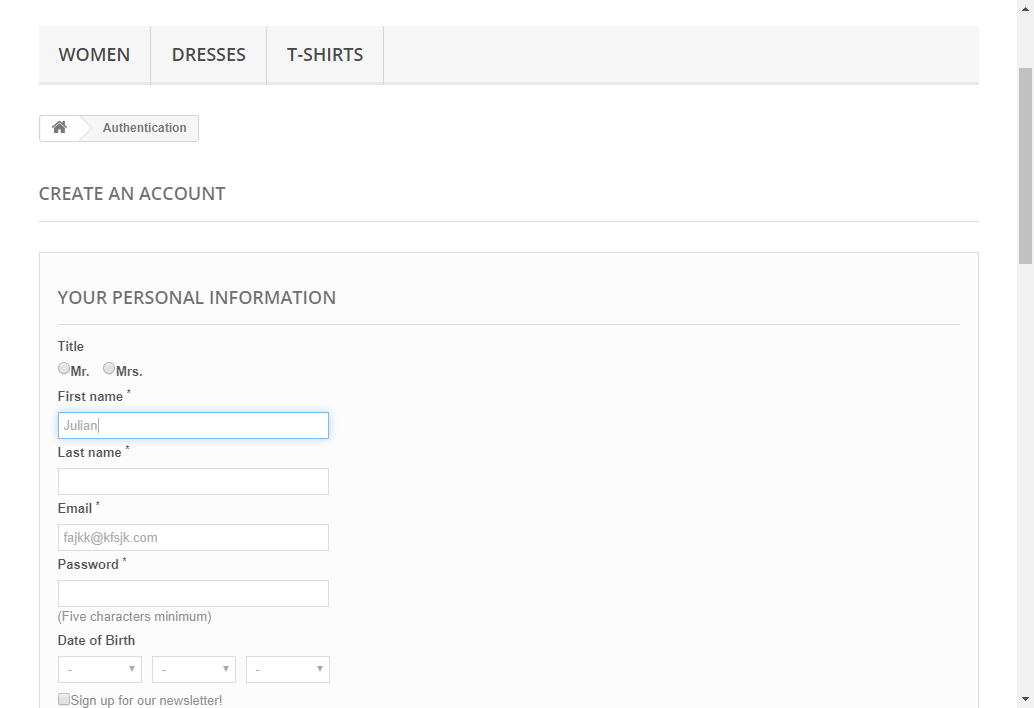 WOMEN DRESSES T-SHIRTS
Authentication
CREATE AN ACCOUNT
YOUR PERSONAL INFORMATION
Title
Mr. Mrs.
First name *
Julian
Last name *
Email *
fajkk@kfsjk.com
Password *
(Five characters minimum)
Date of Birth
- - -
Sign up for our newsletter!